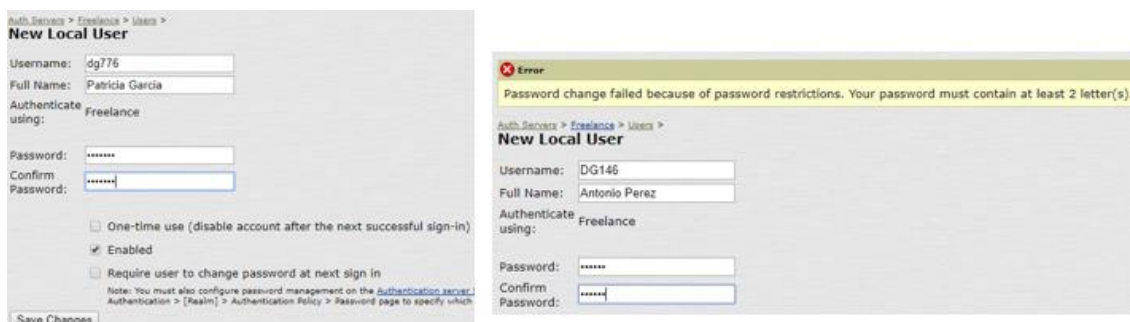 Auth Servers > Freelance > Users >
New Local User
Username: dg776
Full Name: Patricia Garcia
Authenticate using: Freelance
Password: •••••••
Confirm Password: •••••••
One-time use (disable account after the next successful sign-in)
Enabled
Require user to change password at next sign in
Note: You must also configure password management on the Authentication server
Authentication > [Realm] > Authentication Policy > Password page to specify which
Save Changes
Error
Password change failed because of password restrictions. Your password must contain at least 2 letter(s)
Auth Servers > Freelance > Users >
New Local User
Username: DG146
Full Name: Antonio Perez
Authenticate using: Freelance
Password: ••••••
Confirm Password: ••••••